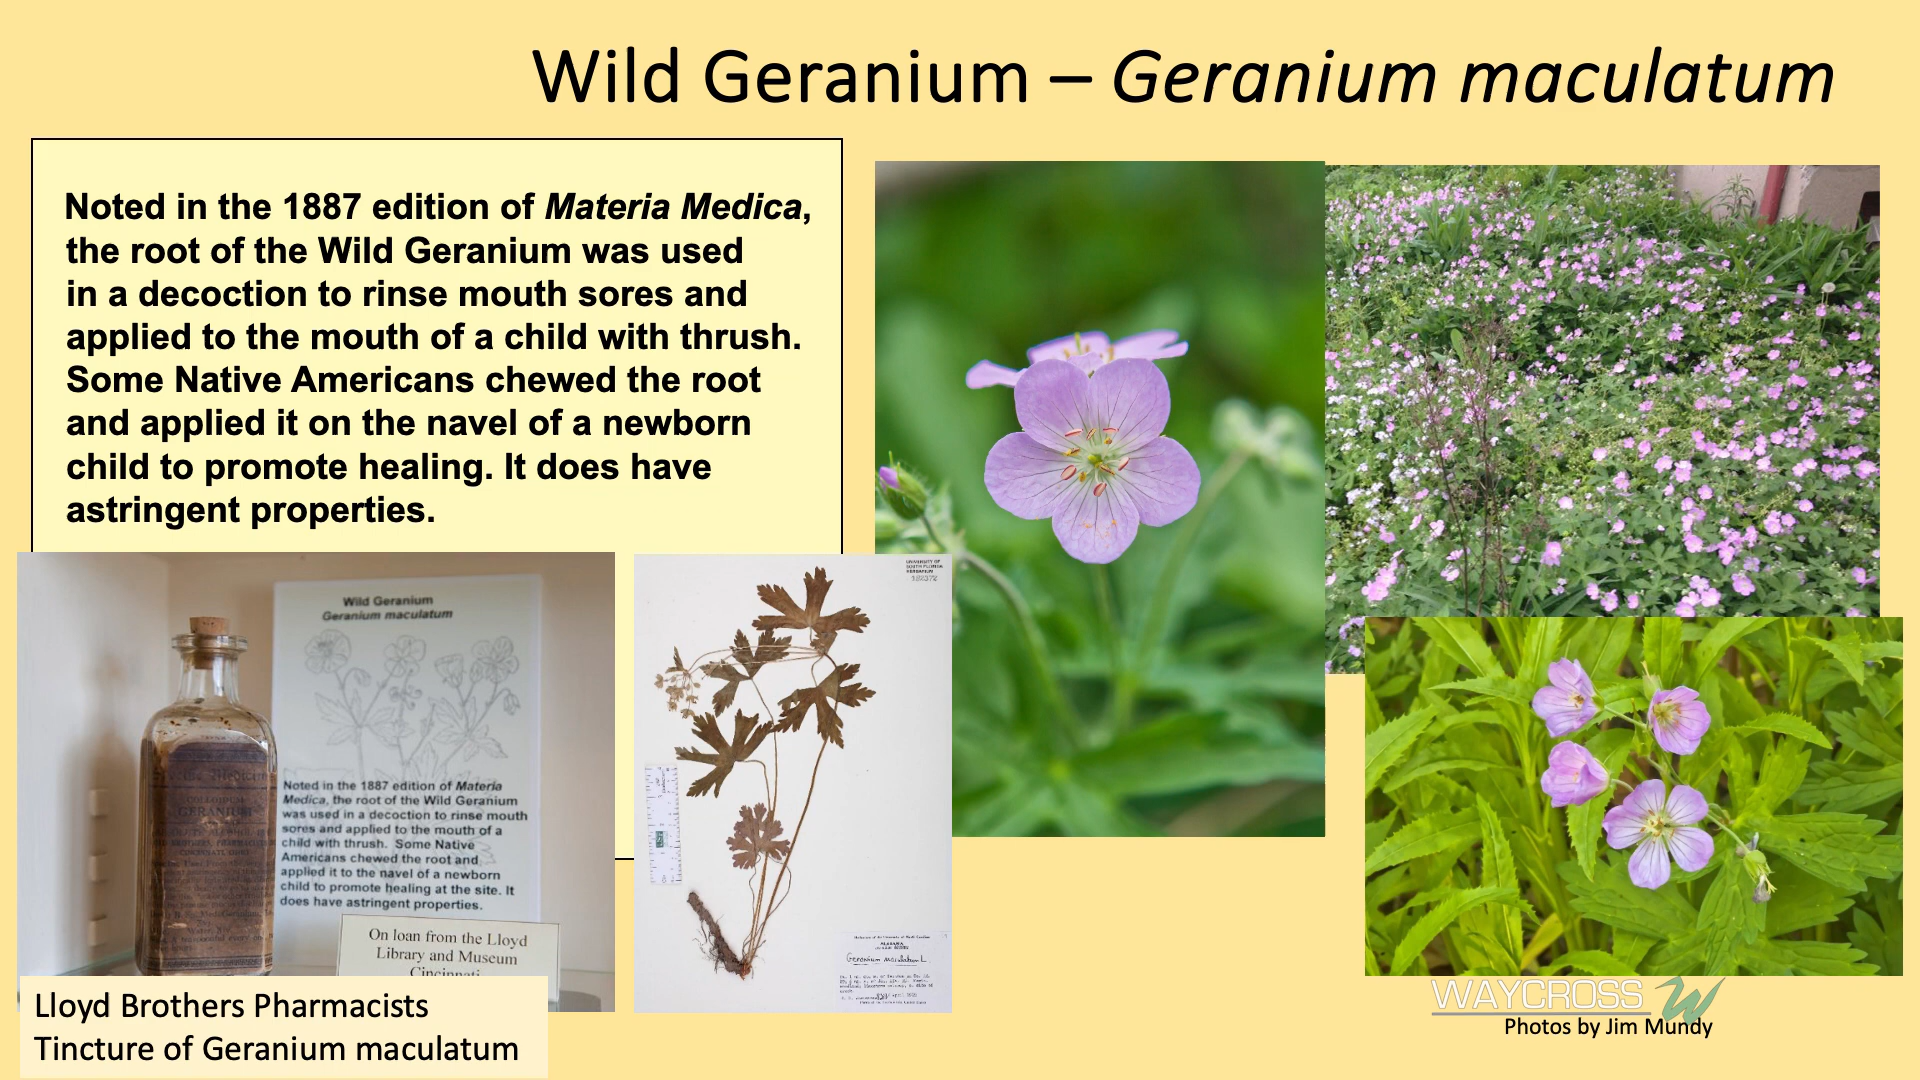 Wild Geranium – Geranium maculatum
Noted in the 1887 edition of Materia Medica,
the root of the Wild Geranium was used
in a decoction to rinse mouth sores and
applied to the mouth of a child with thrush.
Some Native Americans chewed the root
and applied it on the navel of a newborn
child to promote healing. It does have
astringent properties.
Wild Geranium
Geranium maculatum
Noted in the 1887 edition of Materia
Medica, the root of the Wild Geranium
was used in a decoction to rinse mouth
sores and applied to the mouth of a
child with thrush. Some Native
Americans chewed the root and
applied it to the navel of a newborn
child to promote healing at the site. It
does have astringent properties.
On loan from the Lloyd
Library and Museum
Cincinnati
GERANIUM
Lloyd Brothers Pharmacists
Tincture of Geranium maculatum
UNIVERSITY OF
SOUTH FLORIDA
HERBARIUM
Geranium maculatum L.
WAYCROSS W
Photos by Jim Mundy